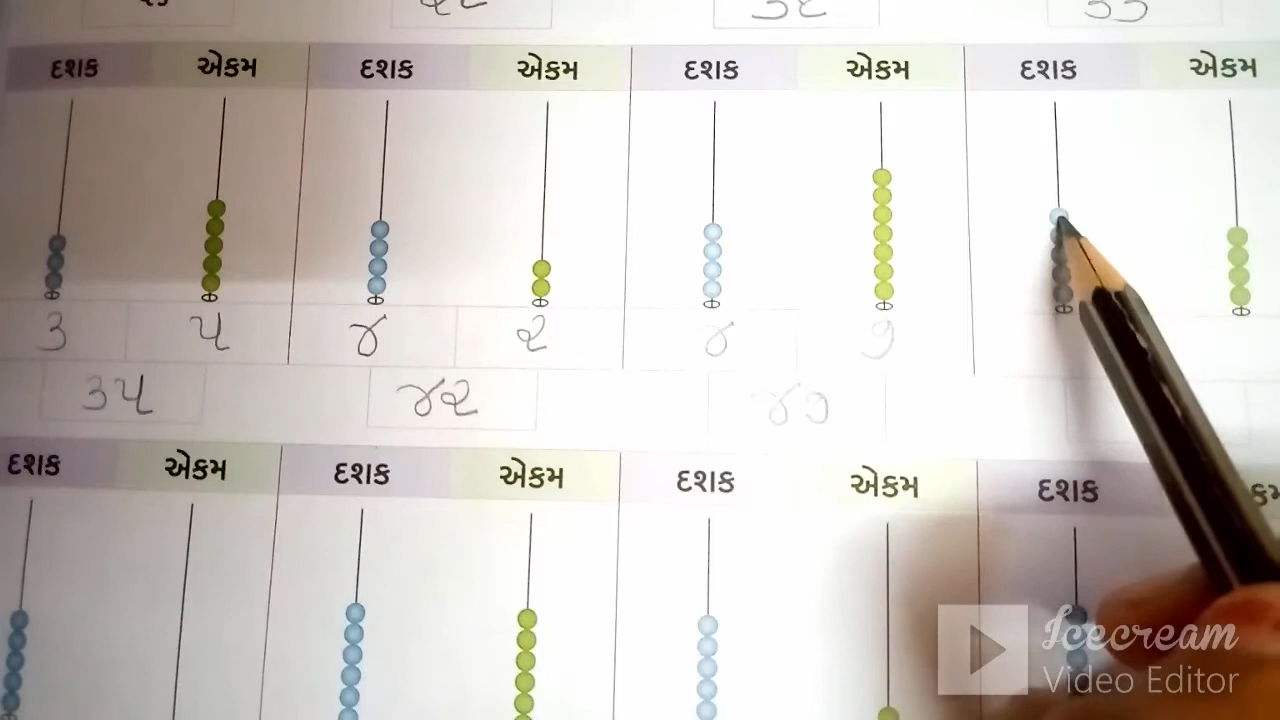 દશક એકમ દશક એકમ દશક એકમ દશક એકમ
૩ ૫ ૪ ૨ ૪ ૭
૩૫ ૪૨ ૪૭
દશક એકમ દશક એકમ દશક એકમ દશક
Icecream
Video Editor